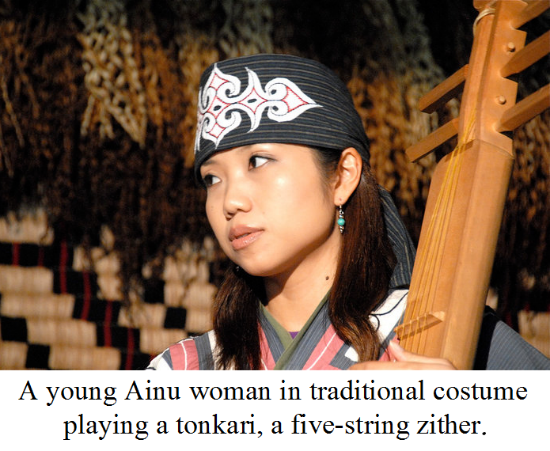 A young Ainu woman in traditional costume
playing a tonkari, a five-string zither.